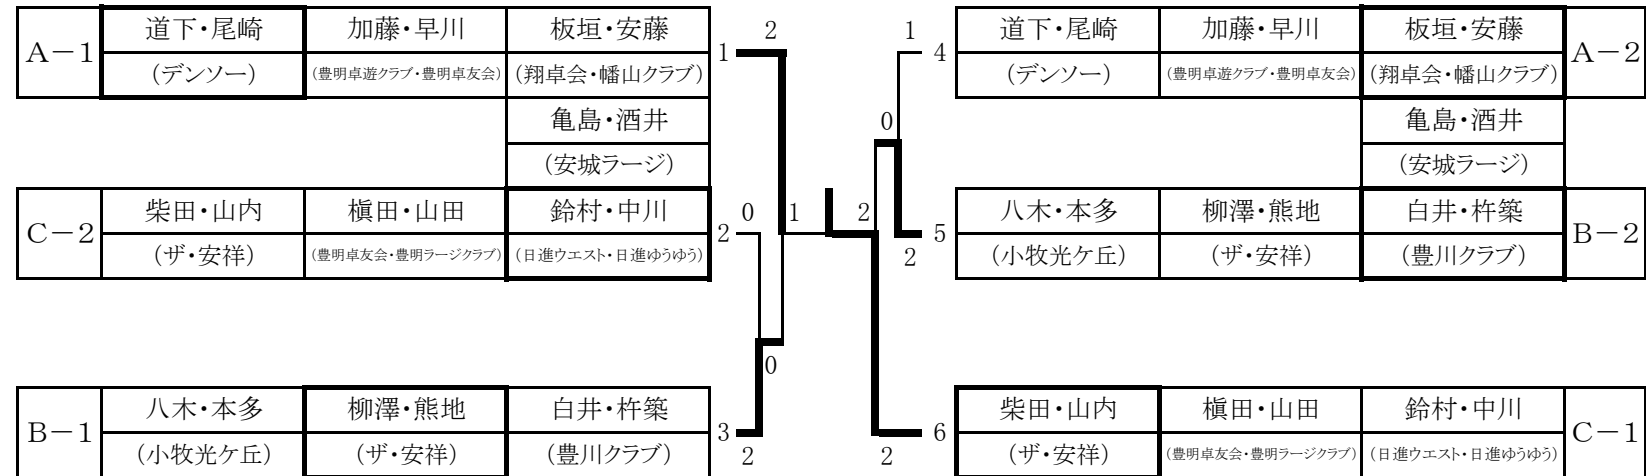 A－1 道下・尾崎 加藤・早川 板垣・安藤
(デンソー) (豊明卓遊クラブ・豊明卓友会) (翔卓会・幡山クラブ)
亀島・酒井
(安城ラージ)
C－2 柴田・山内 槇田・山田 鈴村・中川
(ザ・安祥) (豊明卓友会・豊明ラージクラブ) (日進ウエスト・日進ゆうゆう)
B－1 八木・本多 柳澤・熊地 白井・杵築
(小牧光ケ丘) (ザ・安祥) (豊川クラブ)
1
2
3
2
0
1
0
2
1
0
2
2
2
4
5
6
道下・尾崎 加藤・早川 板垣・安藤 A－2
(デンソー) (豊明卓遊クラブ・豊明卓友会) (翔卓会・幡山クラブ)
亀島・酒井
(安城ラージ)
八木・本多 柳澤・熊地 白井・杵築 B－2
(小牧光ケ丘) (ザ・安祥) (豊川クラブ)
柴田・山内 槇田・山田 鈴村・中川 C－1
(ザ・安祥) (豊明卓友会・豊明ラージクラブ) (日進ウエスト・日進ゆうゆう)